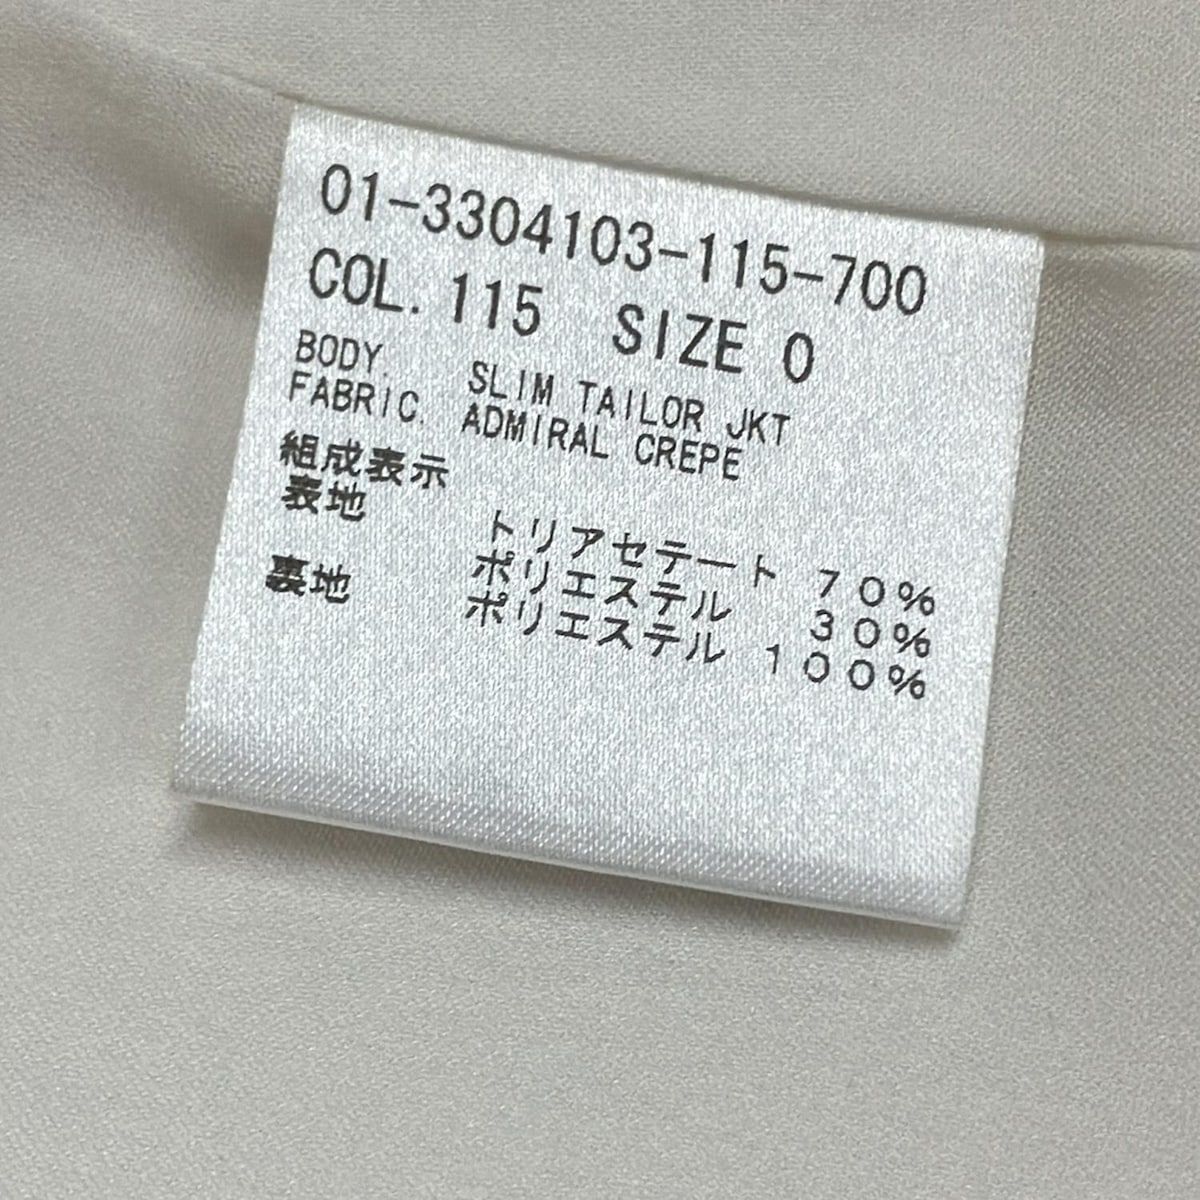 01-3304103-115-700
COL. 115 SIZE 0
BODY. SLIM TAILOR JKT
FABRIC. ADMIRAL CREPE
組成表示
表地 トリアセテート 70%
ポリエステル 30%
裏地 ポリエステル 100%